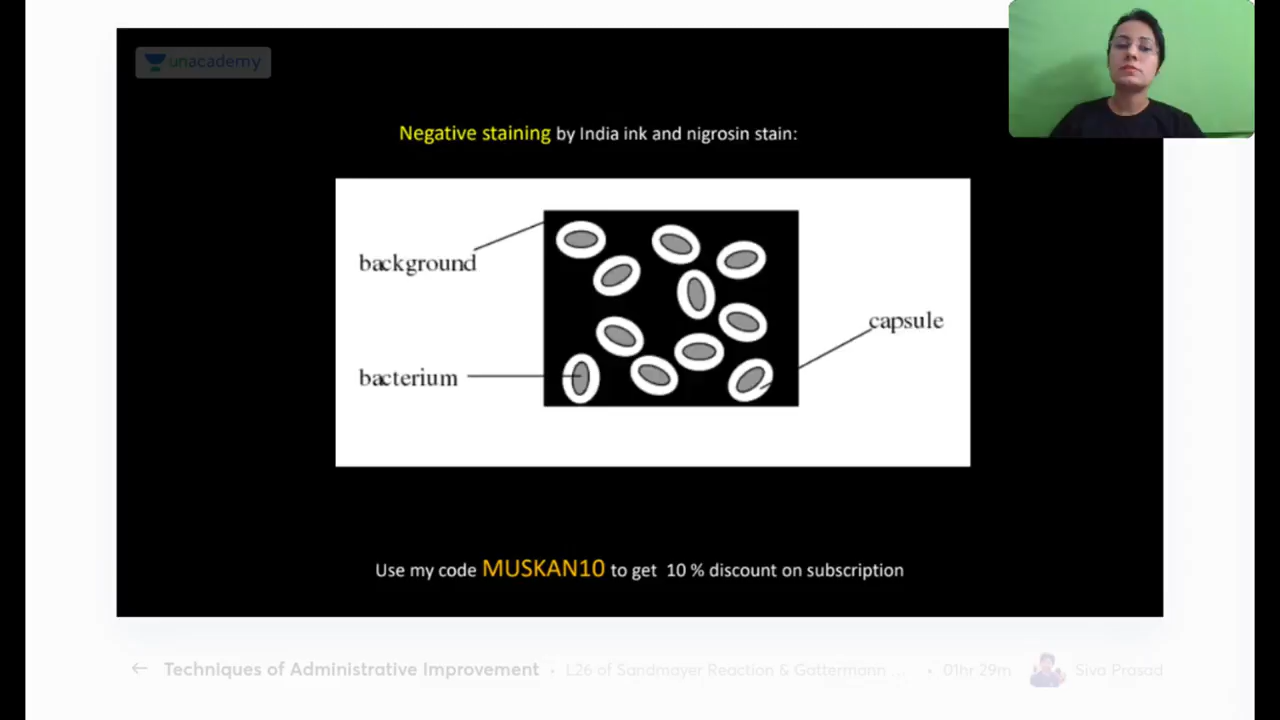 unacademy
Negative staining by India ink and nigrosin stain:
background
capsule
bacterium
Use my code MUSKAN10 to get 10 % discount on subscription
← Techniques of Administrative Improvement • L26 of Sandmayer Reaction & Gattermann ... • 01hr 29m Siva Prasad